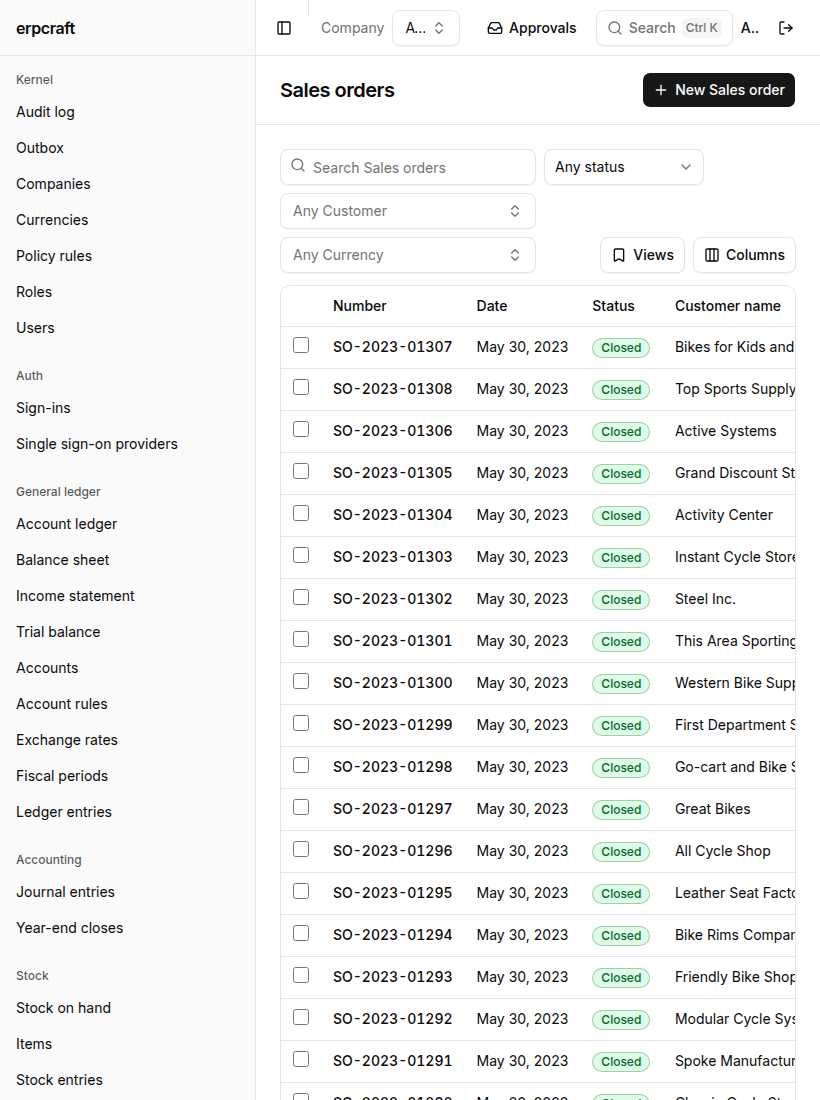 erpcraft
Company A... Approvals Search Ctrl K A..
Kernel
Audit log
Outbox
Companies
Currencies
Policy rules
Roles
Users
Auth
Sign-ins
Single sign-on providers
General ledger
Account ledger
Balance sheet
Income statement
Trial balance
Accounts
Account rules
Exchange rates
Fiscal periods
Ledger entries
Accounting
Journal entries
Year-end closes
Stock
Stock on hand
Items
Stock entries
Sales orders
New Sales order
Search Sales orders Any status
Any Customer
Any Currency Views Columns
Number Date Status Customer name
SO-2023-01307 May 30, 2023 Closed Bikes for Kids and
SO-2023-01308 May 30, 2023 Closed Top Sports Supply
SO-2023-01306 May 30, 2023 Closed Active Systems
SO-2023-01305 May 30, 2023 Closed Grand Discount St
SO-2023-01304 May 30, 2023 Closed Activity Center
SO-2023-01303 May 30, 2023 Closed Instant Cycle Store
SO-2023-01302 May 30, 2023 Closed Steel Inc.
SO-2023-01301 May 30, 2023 Closed This Area Sporting
SO-2023-01300 May 30, 2023 Closed Western Bike Supp
SO-2023-01299 May 30, 2023 Closed First Department S
SO-2023-01298 May 30, 2023 Closed Go-cart and Bike S
SO-2023-01297 May 30, 2023 Closed Great Bikes
SO-2023-01296 May 30, 2023 Closed All Cycle Shop
SO-2023-01295 May 30, 2023 Closed Leather Seat Facto
SO-2023-01294 May 30, 2023 Closed Bike Rims Compan
SO-2023-01293 May 30, 2023 Closed Friendly Bike Shop
SO-2023-01292 May 30, 2023 Closed Modular Cycle Sys
SO-2023-01291 May 30, 2023 Closed Spoke Manufactur